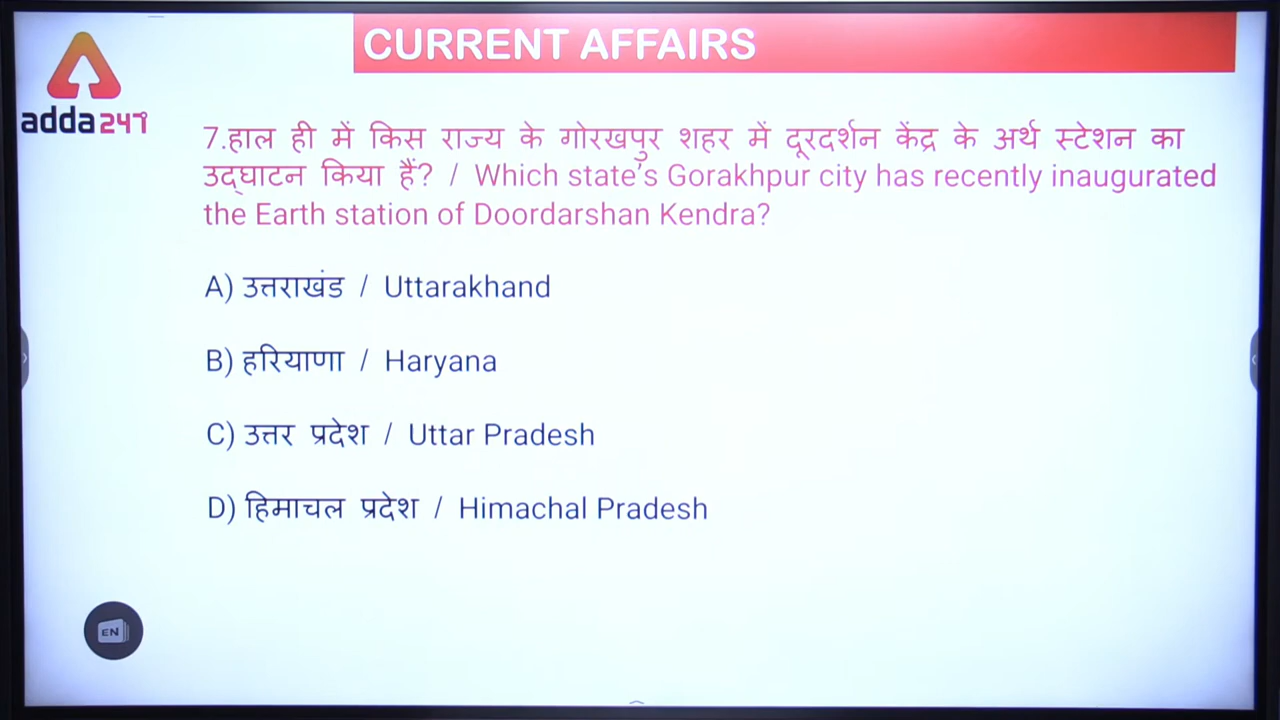 CURRENT AFFAIRS
adda247
7.हाल ही में किस राज्य के गोरखपुर शहर में दूरदर्शन केंद्र के अर्थ स्टेशन का
उद्घाटन किया हैं? / Which state's Gorakhpur city has recently inaugurated
the Earth station of Doordarshan Kendra?
A) उत्तराखंड / Uttarakhand
B) हरियाणा / Haryana
C) उत्तर प्रदेश / Uttar Pradesh
D) हिमाचल प्रदेश / Himachal Pradesh
EN